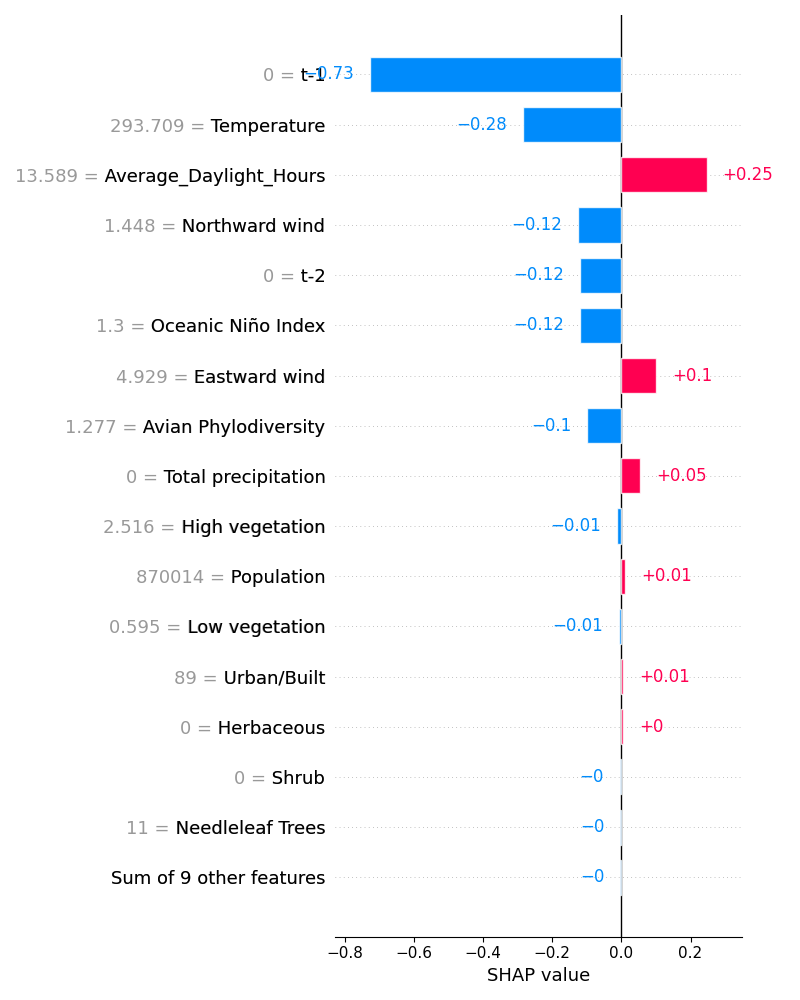 0 = t-1 −0.73
293.709 = Temperature −0.28
13.589 = Average_Daylight_Hours +0.25
1.448 = Northward wind −0.12
0 = t-2 −0.12
1.3 = Oceanic Niño Index −0.12
4.929 = Eastward wind +0.1
1.277 = Avian Phylodiversity −0.1
0 = Total precipitation +0.05
2.516 = High vegetation −0.01
870014 = Population +0.01
0.595 = Low vegetation −0.01
89 = Urban/Built +0.01
0 = Herbaceous +0
0 = Shrub −0
11 = Needleleaf Trees −0
Sum of 9 other features −0
−0.8 −0.6 −0.4 −0.2 0.0 0.2
SHAP value